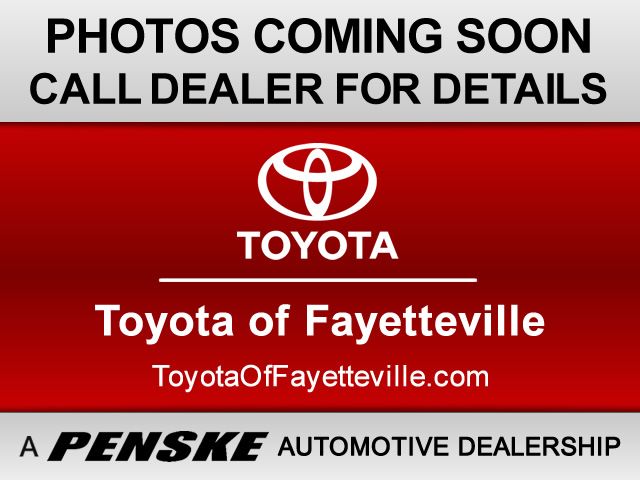 PHOTOS COMING SOON
CALL DEALER FOR DETAILS
TOYOTA
Toyota of Fayetteville
ToyotaOfFayetteville.com
A PENSKE AUTOMOTIVE DEALERSHIP